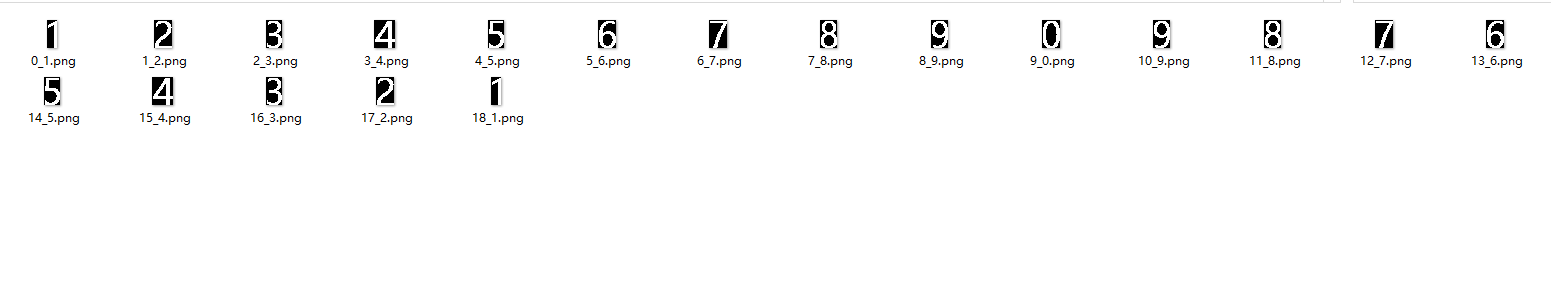 1 2 3 4 5 6 7 8 9 0 9 8 7 6
0_1.png 1_2.png 2_3.png 3_4.png 4_5.png 5_6.png 6_7.png 7_8.png 8_9.png 9_0.png 10_9.png 11_8.png 12_7.png 13_6.png
5 4 3 2 1
14_5.png 15_4.png 16_3.png 17_2.png 18_1.png